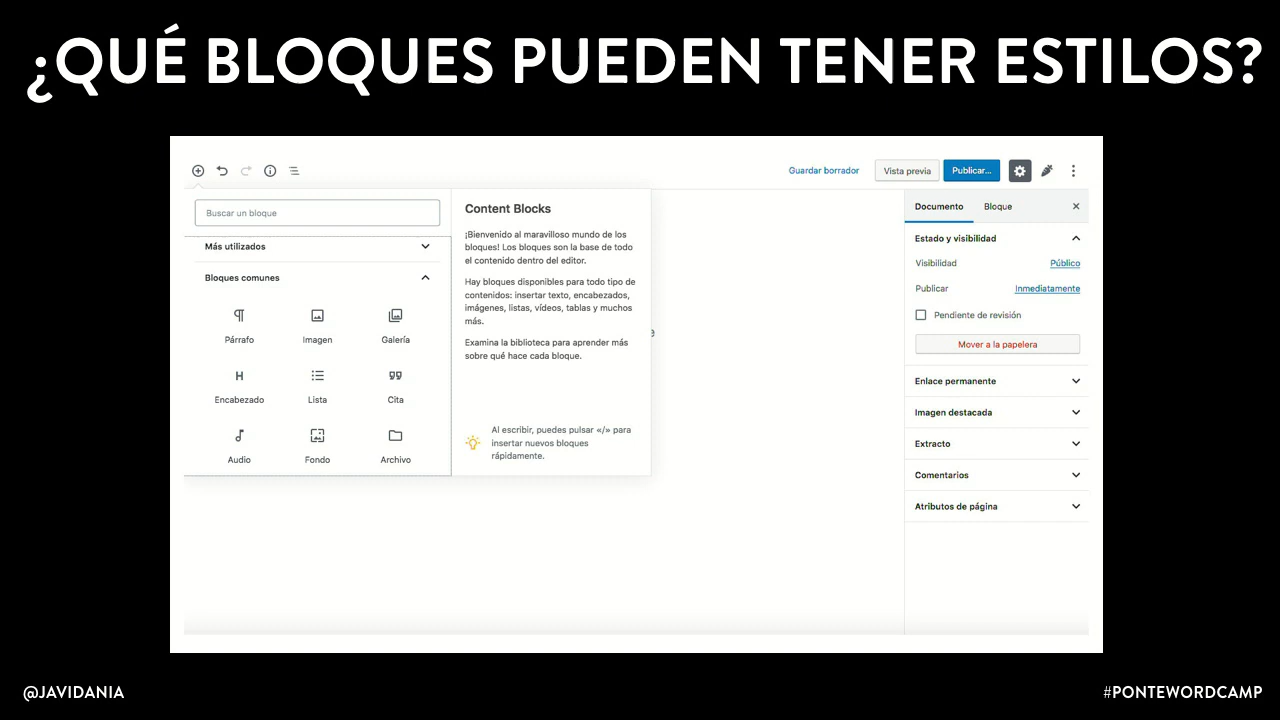 ¿QUÉ BLOQUES PUEDEN TENER ESTILOS?
Guardar borrador
Vista previa
Publicar...
Buscar un bloque
Más utilizados
Bloques comunes
Párrafo
Imagen
Galería
Encabezado
Lista
Cita
Audio
Fondo
Archivo
Content Blocks
¡Bienvenido al maravilloso mundo de los
bloques! Los bloques son la base de todo
el contenido dentro del editor.
Hay bloques disponibles para todo tipo de
contenidos: insertar texto, encabezados,
imágenes, listas, vídeos, tablas y muchos
más.
Examina la biblioteca para aprender más
sobre qué hace cada bloque.
Al escribir, puedes pulsar «/» para
insertar nuevos bloques
rápidamente.
e
Documento
Bloque
Estado y visibilidad
Visibilidad
Público
Publicar
Inmediatamente
Pendiente de revisión
Mover a la papelera
Enlace permanente
Imagen destacada
Extracto
Comentarios
Atributos de página
@JAVIDANIA
#PONTEWORDCAMP